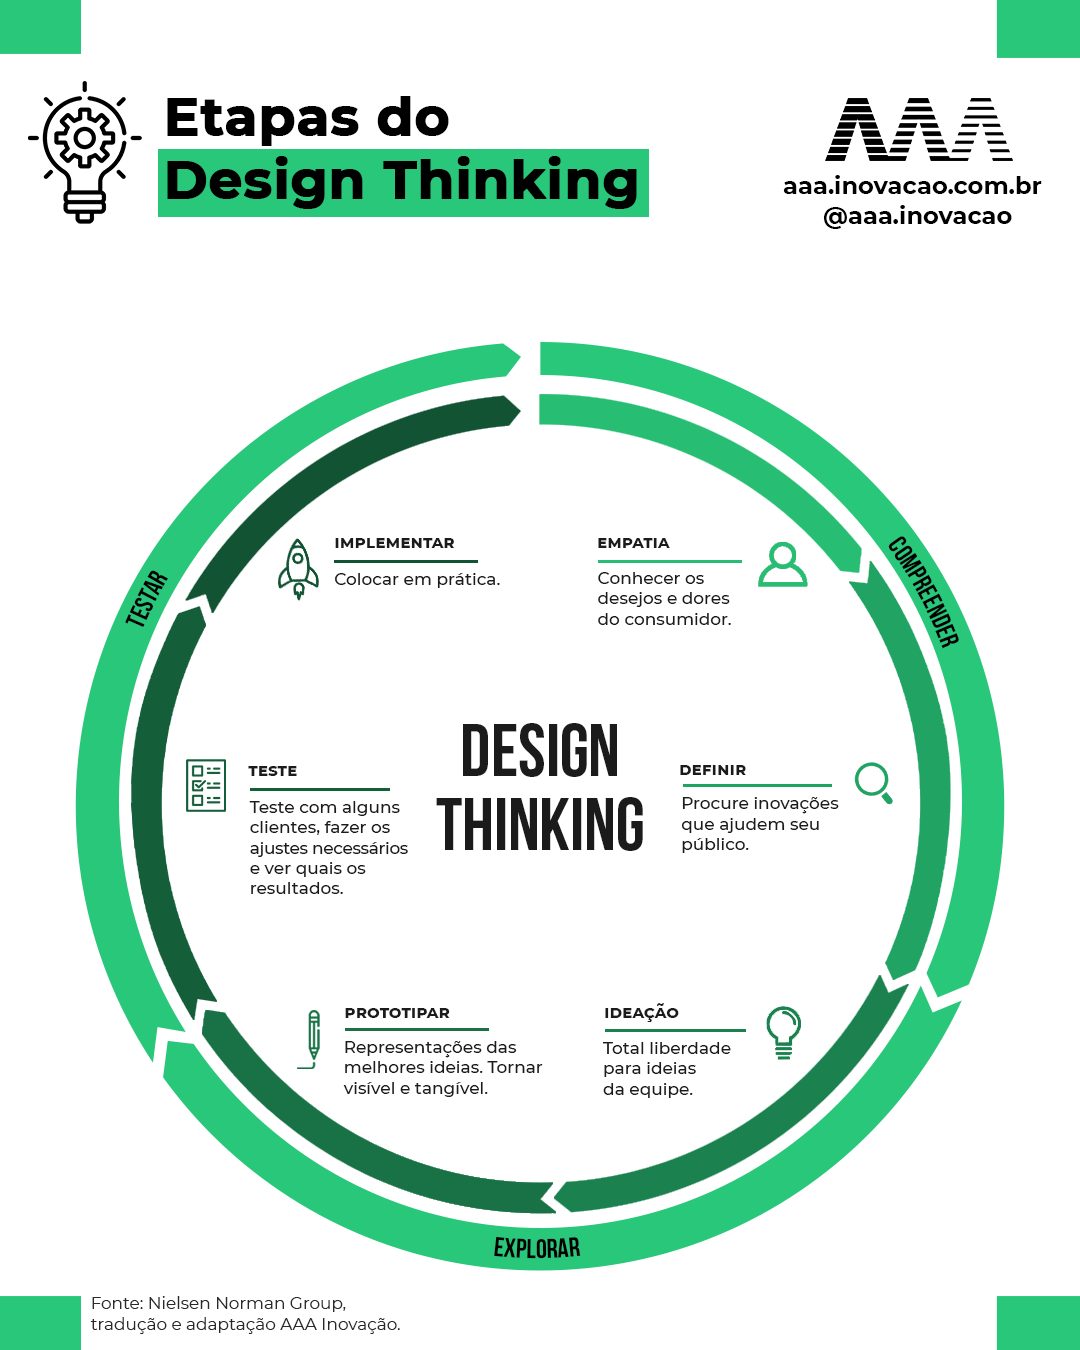 Etapas do
Design Thinking
AAA
aaa.inovacao.com.br
@aaa.inovacao
COMPREENDER
TESTAR
EXPLORAR
IMPLEMENTAR
Colocar em prática.
EMPATIA
Conhecer os
desejos e dores
do consumidor.
DESIGN
THINKING
TESTE
Teste com alguns
clientes, fazer os
ajustes necessários
e ver quais os
resultados.
DEFINIR
Procure inovações
que ajudem seu
público.
PROTOTIPAR
Representações das
melhores ideias. Tornar
visível e tangível.
IDEAÇÃO
Total liberdade
para ideias
da equipe.
Fonte: Nielsen Norman Group,
tradução e adaptação AAA Inovação.